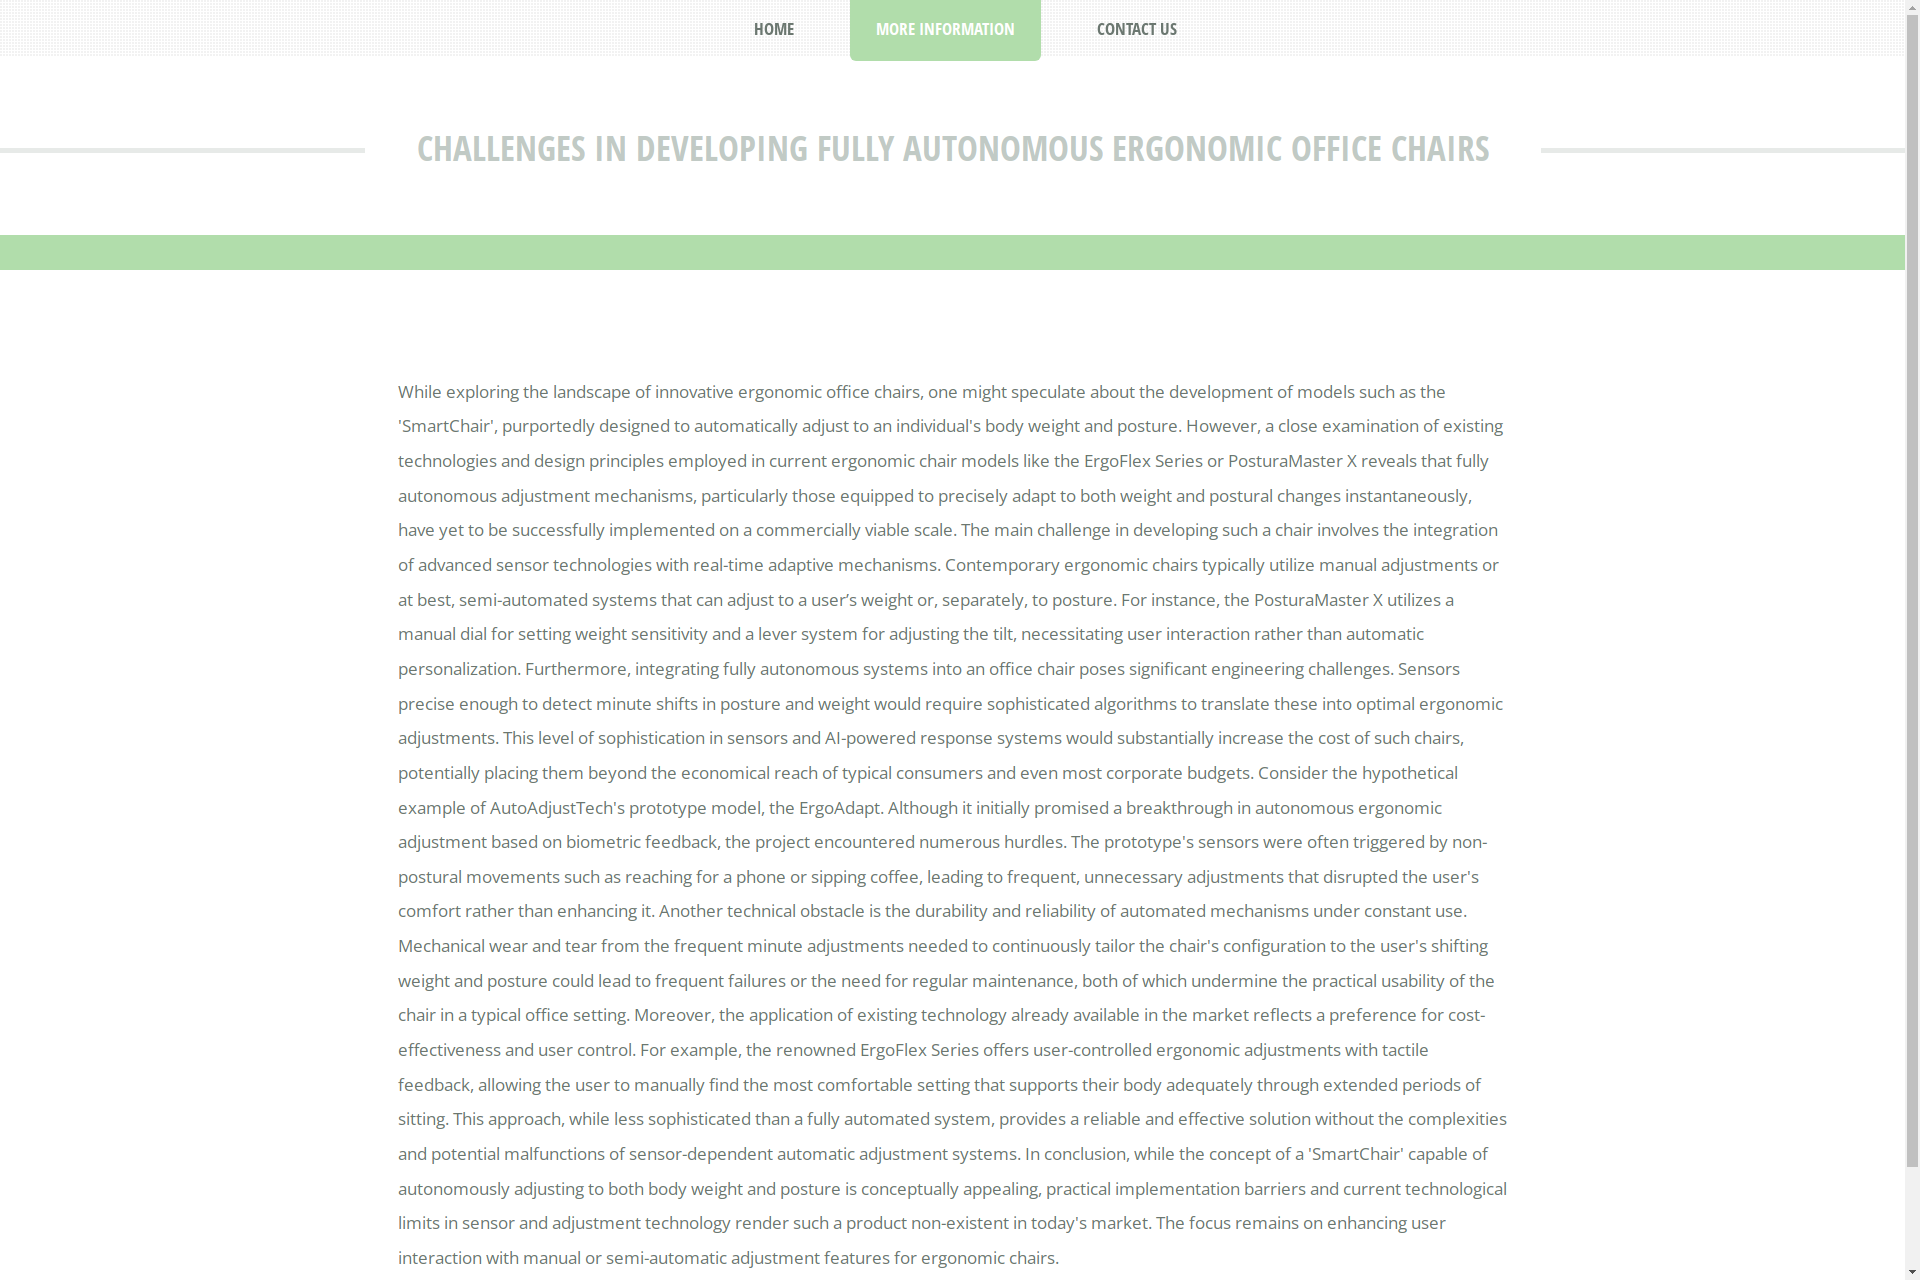 HOME
MORE INFORMATION
CONTACT US
CHALLENGES IN DEVELOPING FULLY AUTONOMOUS ERGONOMIC OFFICE CHAIRS
While exploring the landscape of innovative ergonomic office chairs, one might speculate about the development of models such as the
'SmartChair', purportedly designed to automatically adjust to an individual's body weight and posture. However, a close examination of existing
technologies and design principles employed in current ergonomic chair models like the ErgoFlex Series or PosturaMaster X reveals that fully
autonomous adjustment mechanisms, particularly those equipped to precisely adapt to both weight and postural changes instantaneously,
have yet to be successfully implemented on a commercially viable scale. The main challenge in developing such a chair involves the integration
of advanced sensor technologies with real-time adaptive mechanisms. Contemporary ergonomic chairs typically utilize manual adjustments or
at best, semi-automated systems that can adjust to a user’s weight or, separately, to posture. For instance, the PosturaMaster X utilizes a
manual dial for setting weight sensitivity and a lever system for adjusting the tilt, necessitating user interaction rather than automatic
personalization. Furthermore, integrating fully autonomous systems into an office chair poses significant engineering challenges. Sensors
precise enough to detect minute shifts in posture and weight would require sophisticated algorithms to translate these into optimal ergonomic
adjustments. This level of sophistication in sensors and AI-powered response systems would substantially increase the cost of such chairs,
potentially placing them beyond the economical reach of typical consumers and even most corporate budgets. Consider the hypothetical
example of AutoAdjustTech's prototype model, the ErgoAdapt. Although it initially promised a breakthrough in autonomous ergonomic
adjustment based on biometric feedback, the project encountered numerous hurdles. The prototype's sensors were often triggered by non-
postural movements such as reaching for a phone or sipping coffee, leading to frequent, unnecessary adjustments that disrupted the user's
comfort rather than enhancing it. Another technical obstacle is the durability and reliability of automated mechanisms under constant use.
Mechanical wear and tear from the frequent minute adjustments needed to continuously tailor the chair's configuration to the user's shifting
weight and posture could lead to frequent failures or the need for regular maintenance, both of which undermine the practical usability of the
chair in a typical office setting. Moreover, the application of existing technology already available in the market reflects a preference for cost-
effectiveness and user control. For example, the renowned ErgoFlex Series offers user-controlled ergonomic adjustments with tactile
feedback, allowing the user to manually find the most comfortable setting that supports their body adequately through extended periods of
sitting. This approach, while less sophisticated than a fully automated system, provides a reliable and effective solution without the complexities
and potential malfunctions of sensor-dependent automatic adjustment systems. In conclusion, while the concept of a 'SmartChair' capable of
autonomously adjusting to both body weight and posture is conceptually appealing, practical implementation barriers and current technological
limits in sensor and adjustment technology render such a product non-existent in today's market. The focus remains on enhancing user
interaction with manual or semi-automatic adjustment features for ergonomic chairs.